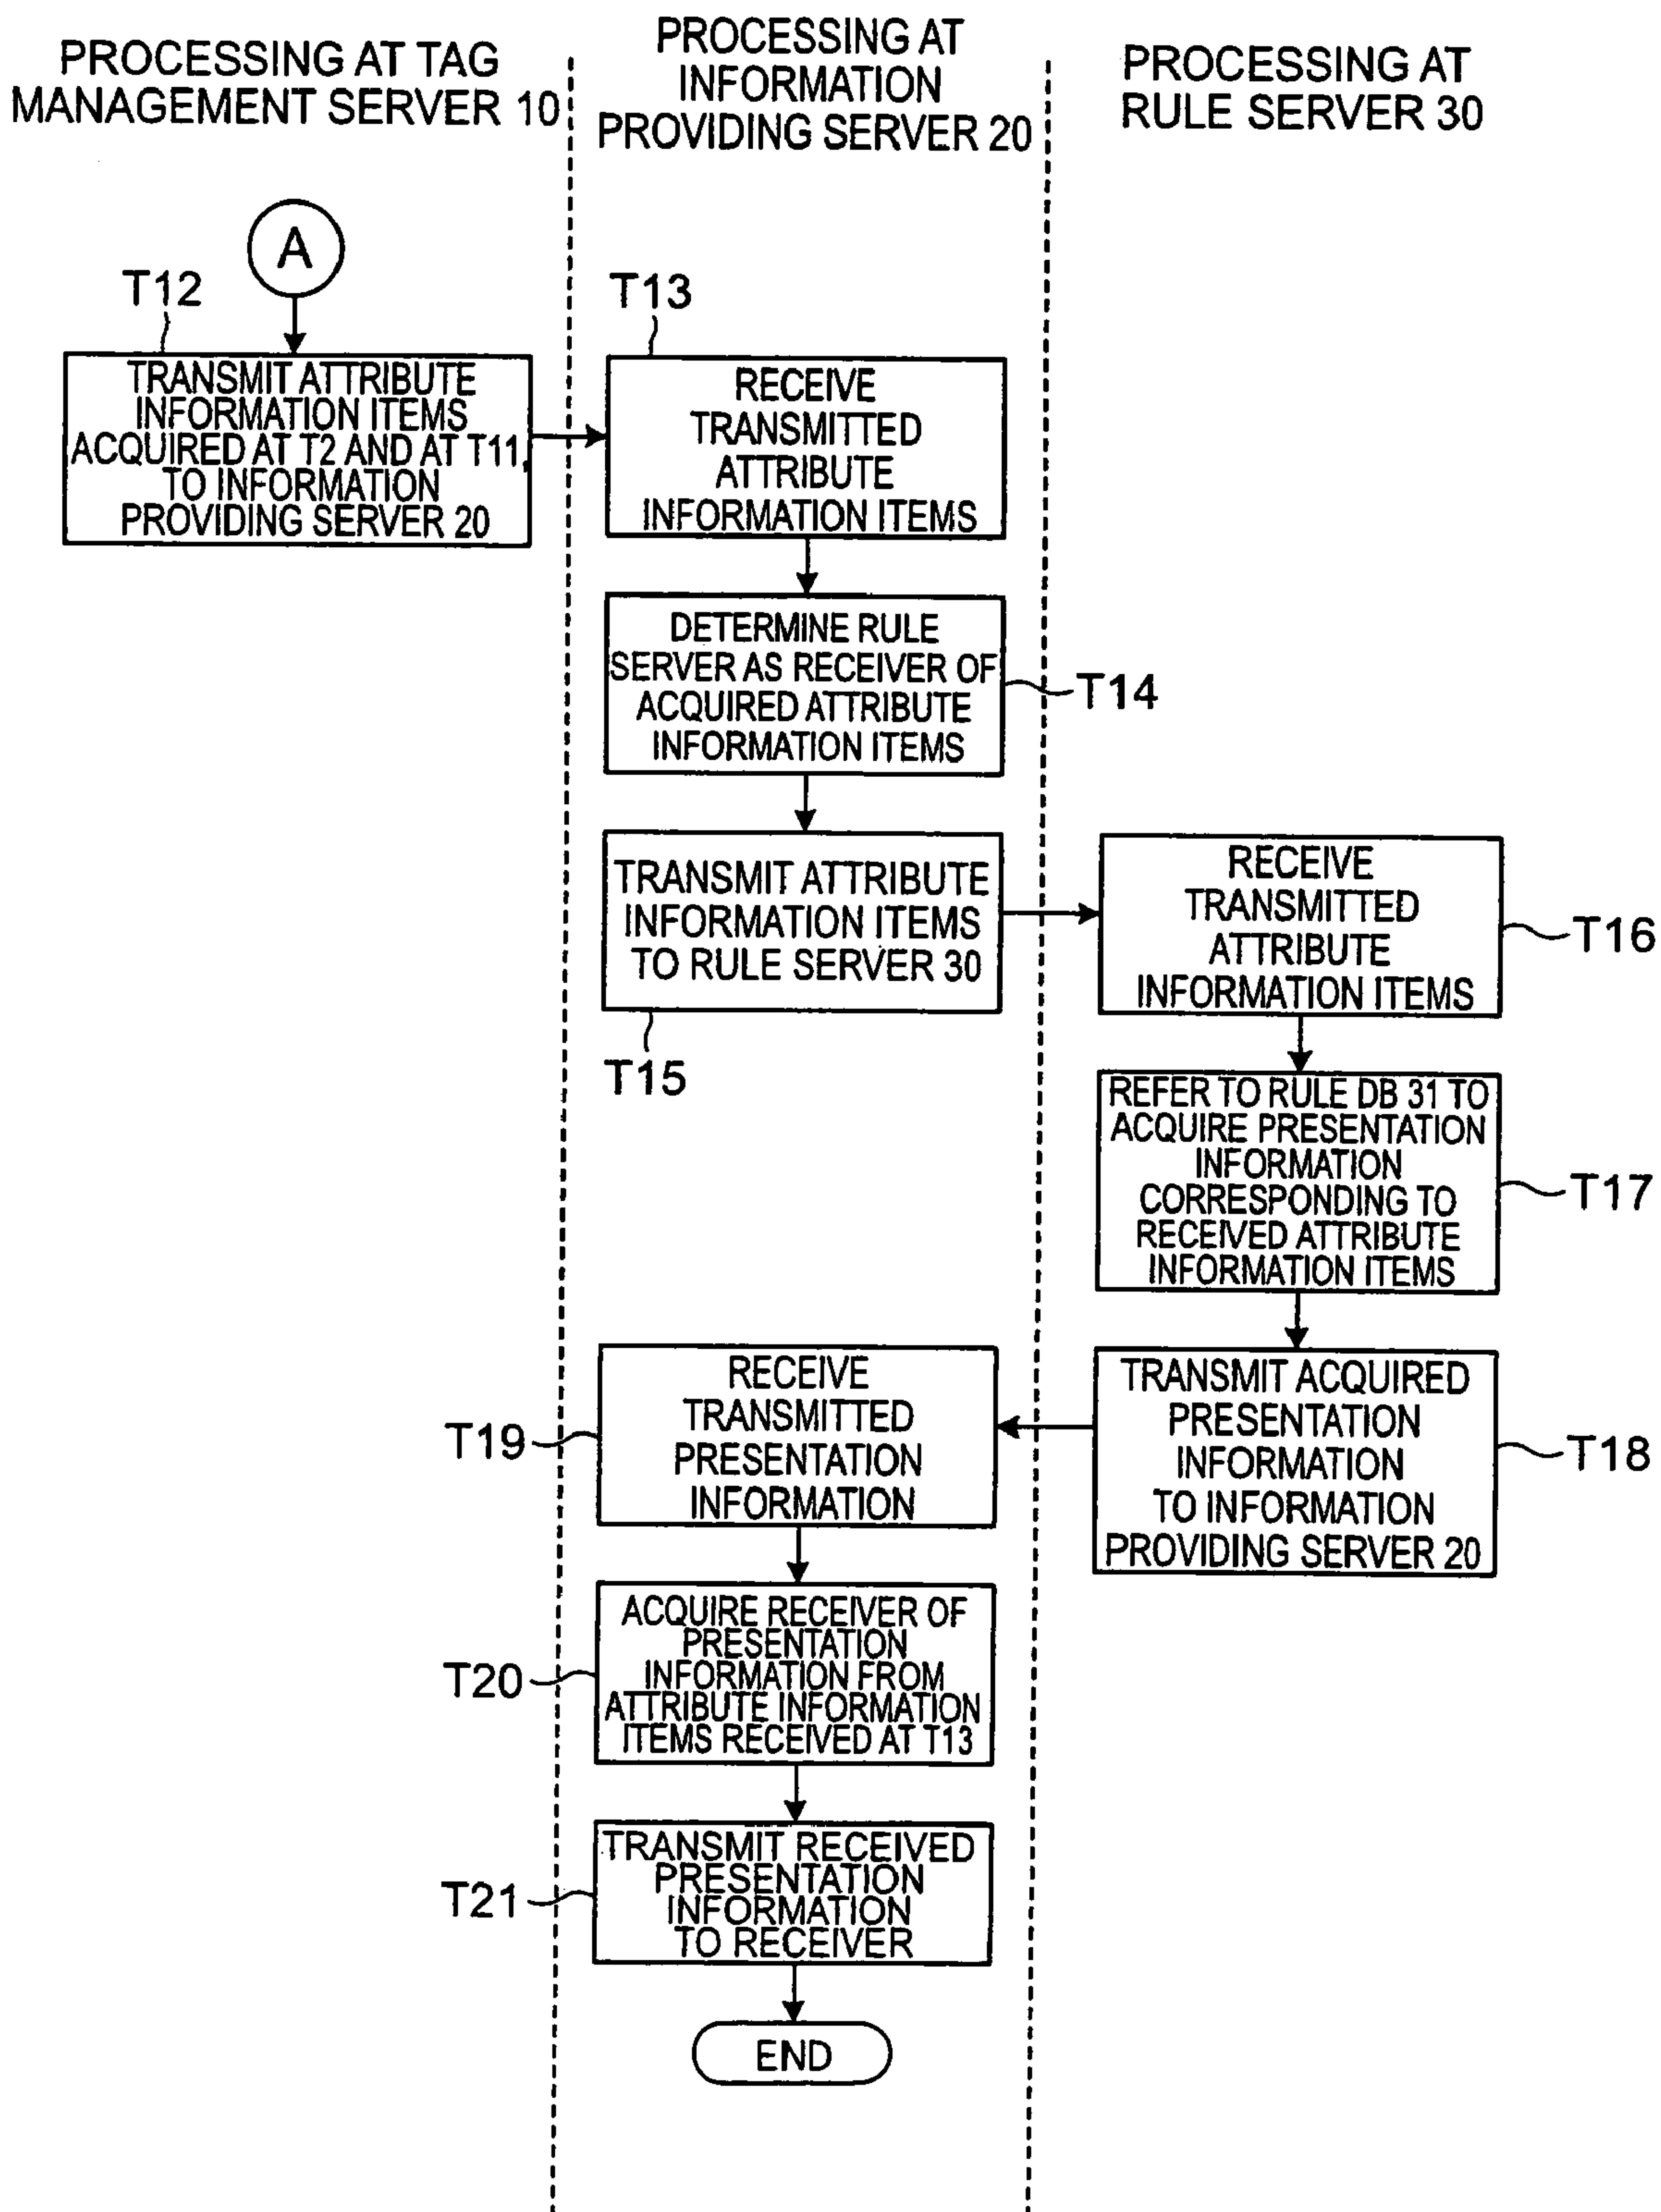 PROCESSING AT TAG
MANAGEMENT SERVER 10
PROCESSING AT
INFORMATION
PROVIDING SERVER 20
PROCESSING AT
RULE SERVER 30
A
T12
TRANSMIT ATTRIBUTE
INFORMATION ITEMS
ACQUIRED AT T2 AND AT T11,
TO INFORMATION
PROVIDING SERVER 20
T13
RECEIVE
TRANSMITTED
ATTRIBUTE
INFORMATION ITEMS
DETERMINE RULE
SERVER AS RECEIVER OF
ACQUIRED ATTRIBUTE
INFORMATION ITEMS
T14
TRANSMIT ATTRIBUTE
INFORMATION ITEMS
TO RULE SERVER 30
T15
RECEIVE
TRANSMITTED
ATTRIBUTE
INFORMATION ITEMS
T16
REFER TO RULE DB 31 TO
ACQUIRE PRESENTATION
INFORMATION
CORRESPONDING TO
RECEIVED ATTRIBUTE
INFORMATION ITEMS
T17
TRANSMIT ACQUIRED
PRESENTATION
INFORMATION
TO INFORMATION
PROVIDING SERVER 20
T18
RECEIVE
TRANSMITTED
PRESENTATION
INFORMATION
T19
ACQUIRE RECEIVER OF
PRESENTATION
INFORMATION FROM
ATTRIBUTE INFORMATION
ITEMS RECEIVED AT T13
T20
TRANSMIT RECEIVED
PRESENTATION
INFORMATION
TO RECEIVER
T21
END